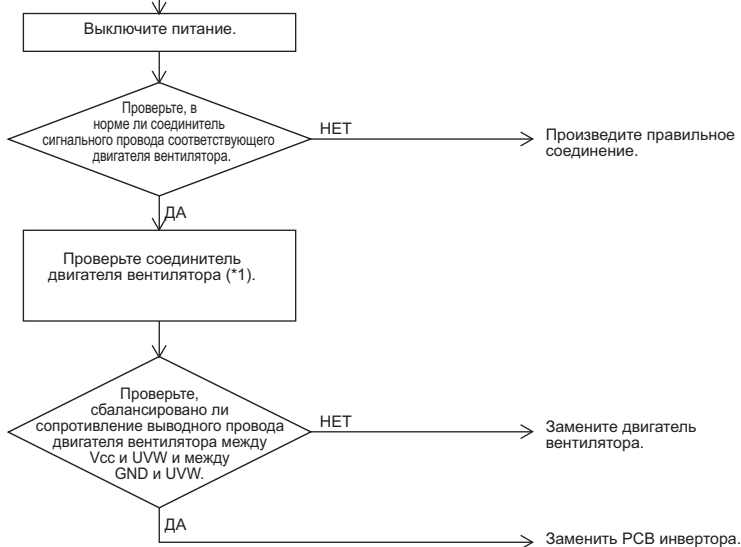 Выключите питание.
Проверьте, в
норме ли соединитель
сигнального провода соответствующего
двигателя вентилятора.
НЕТ
Произведите правильное
соединение.
ДА
Проверьте соединитель
двигателя вентилятора (*1).
Проверьте,
сбалансировано ли
сопротивление выводного провода
двигателя вентилятора между
Vcc и UVW и между
GND и UVW.
НЕТ
Замените двигатель
вентилятора.
ДА
Заменить PCB инвертора.